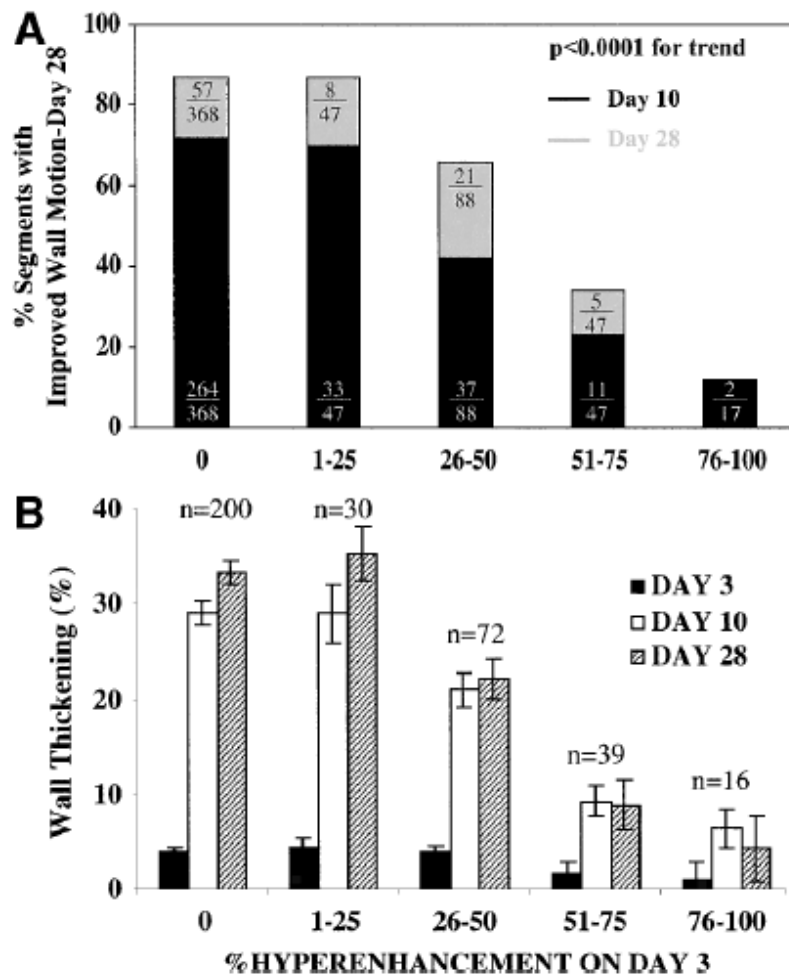 A
100
80
60
40
20
0
% Segments with
Improved Wall Motion-Day 28
p<0.0001 for trend
Day 10
Day 28
57
368
8
47
21
88
5
47
264
368
33
47
37
88
11
47
2
17
0 1-25 26-50 51-75 76-100
B
40
30
20
10
0
Wall Thickening (%)
n=200 n=30
n=72
n=39
n=16
DAY 3
DAY 10
DAY 28
0 1-25 26-50 51-75 76-100
%HYPERENHANCEMENT ON DAY 3